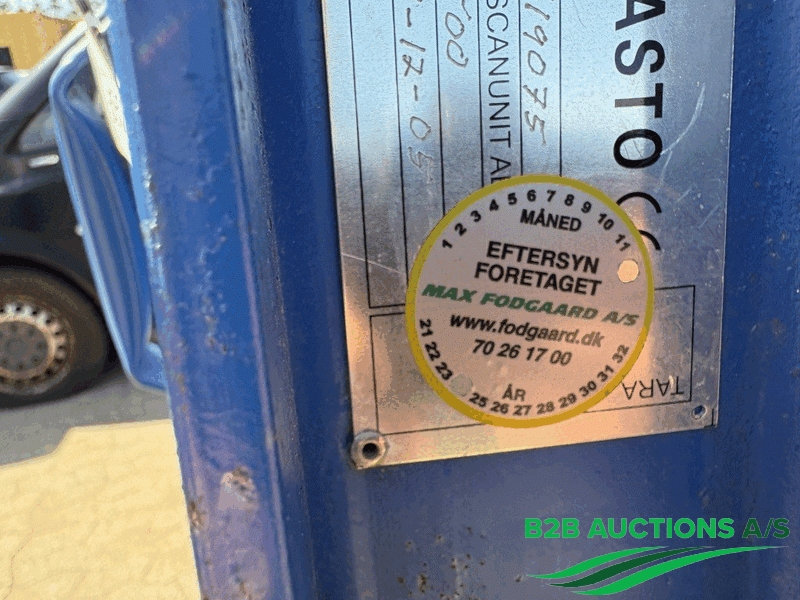 ASTO
19075
SCANUNIT
00
-12-05
1 2 3 4 5 6 7 8 9 10 11
MÅNED
EFTERSYN
FORETAGET
MAX FODGAARD A/S
www.fodgaard.dk
70 26 17 00
ÅR
21 22 23 25 26 27 28 29 30 31 32
TARA
B2B AUCTIONS A/S